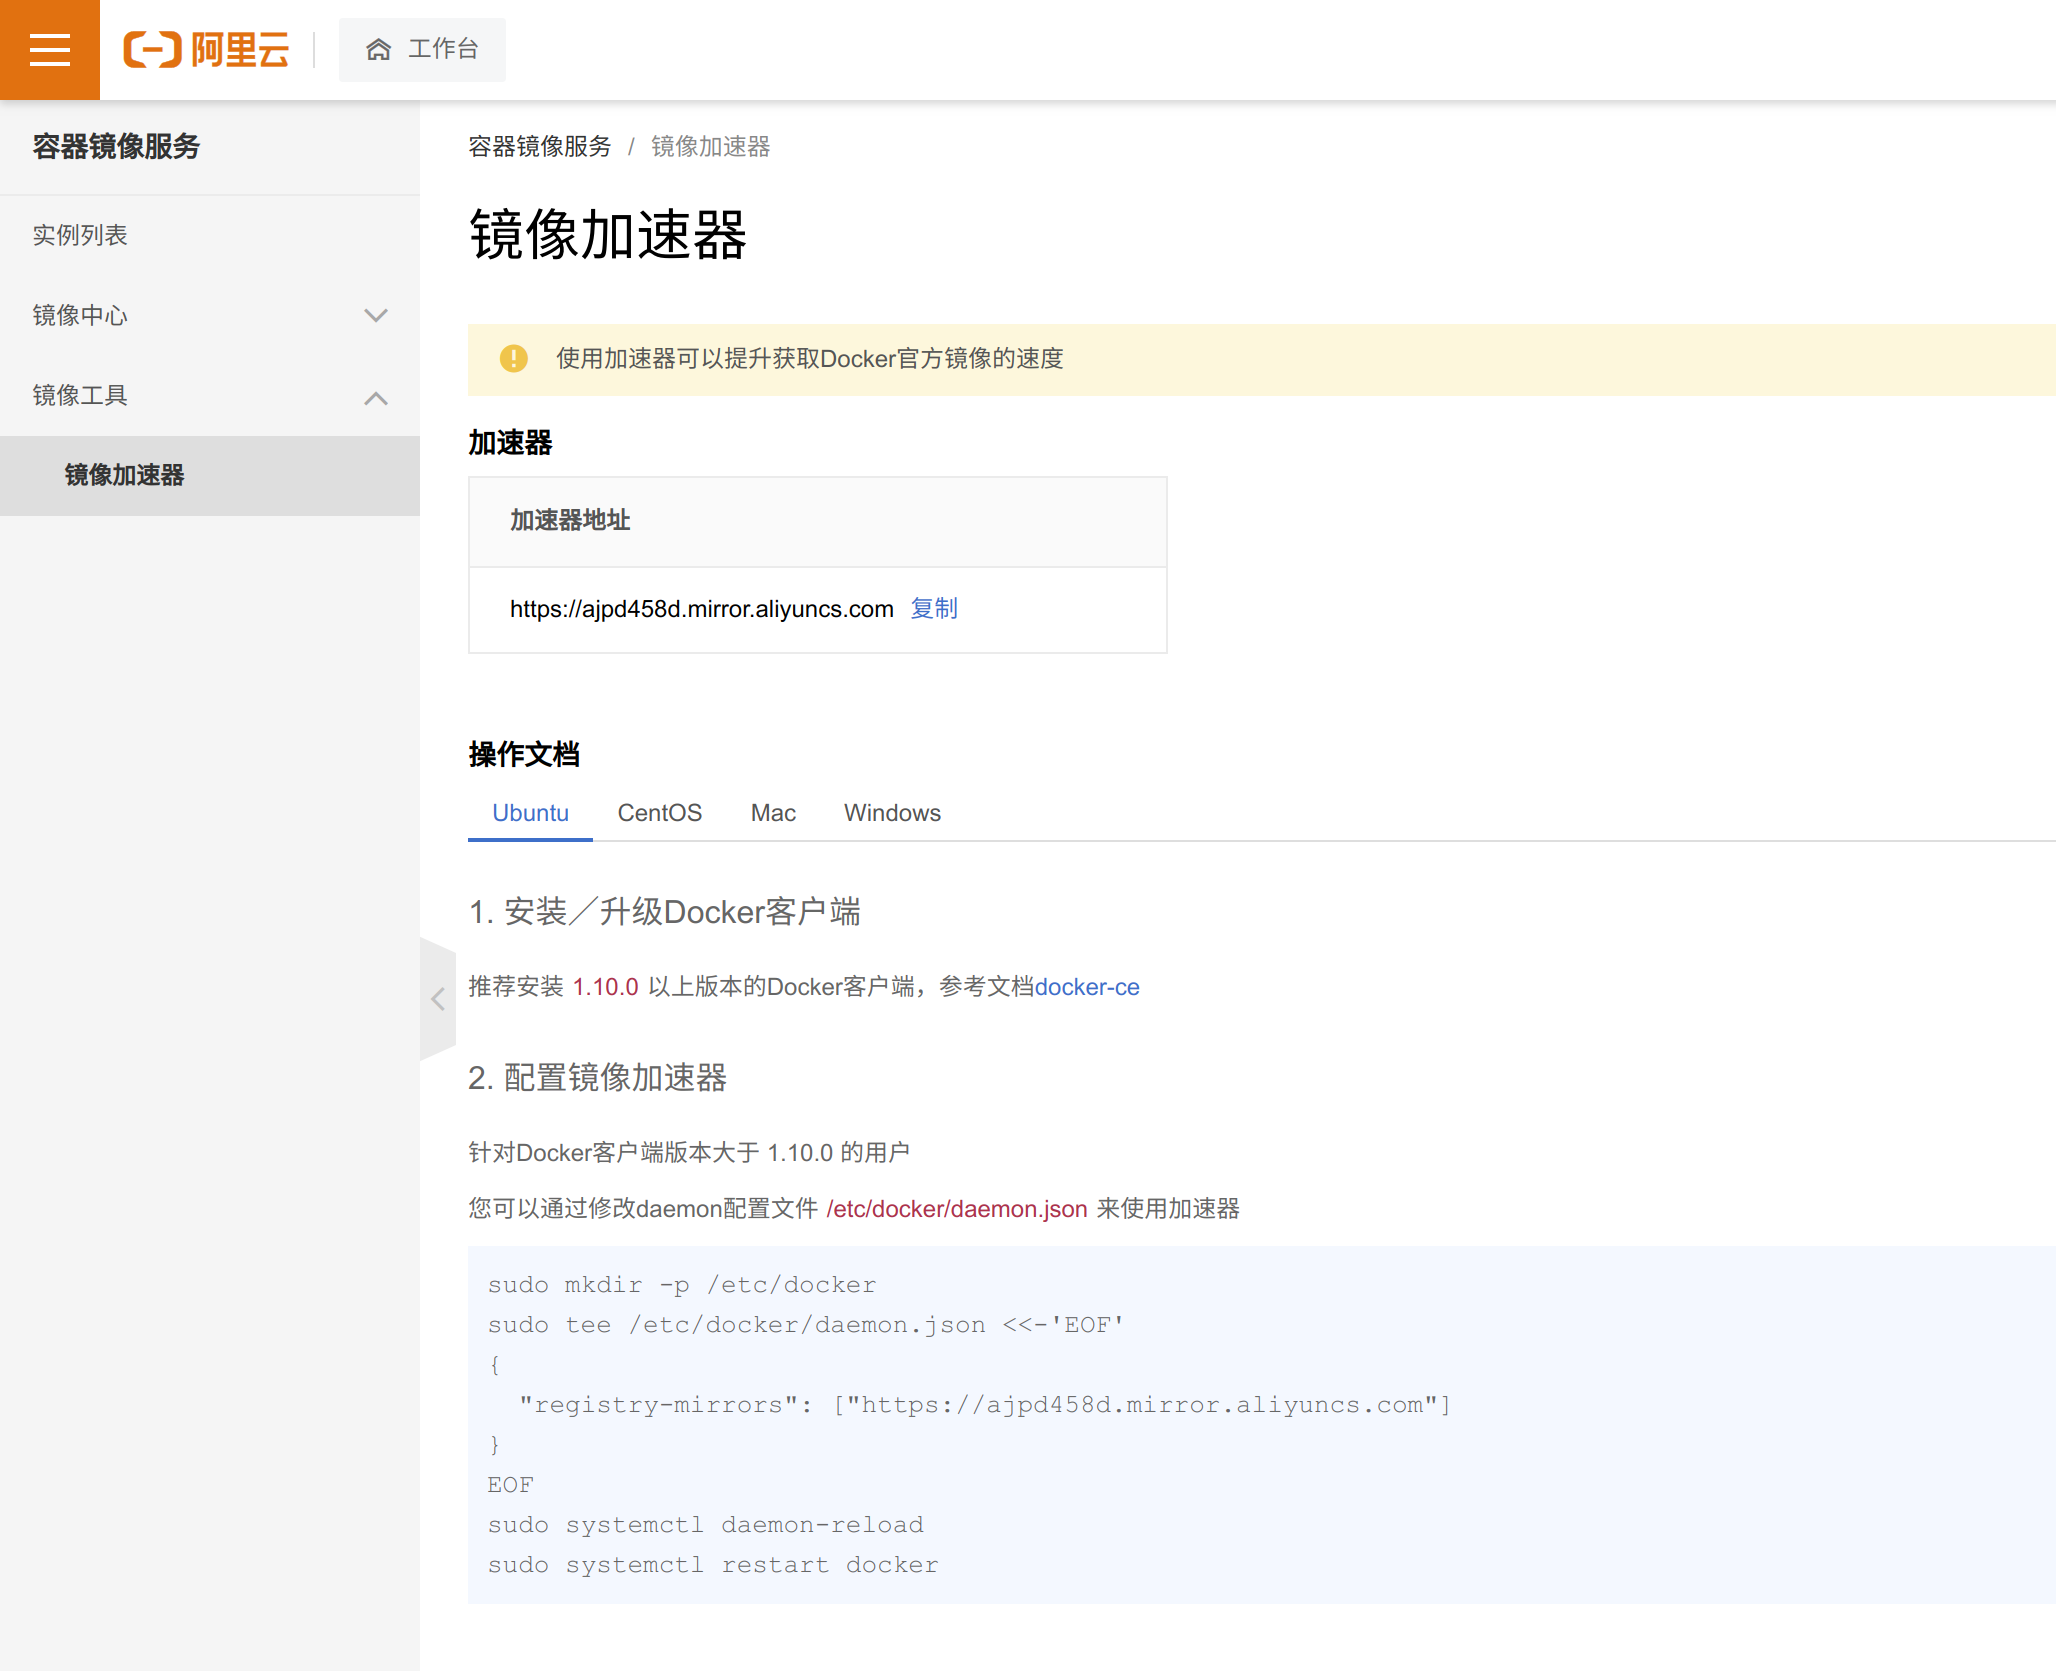 阿里云
工作台
容器镜像服务
实例列表
镜像中心
镜像工具
镜像加速器
容器镜像服务 / 镜像加速器
镜像加速器
使用加速器可以提升获取Docker官方镜像的速度
加速器
加速器地址
https://ajpd458d.mirror.aliyuncs.com 复制
操作文档
Ubuntu CentOS Mac Windows
1. 安装／升级Docker客户端
推荐安装 1.10.0 以上版本的Docker客户端，参考文档docker-ce
2. 配置镜像加速器
针对Docker客户端版本大于 1.10.0 的用户
您可以通过修改daemon配置文件 /etc/docker/daemon.json 来使用加速器
sudo mkdir -p /etc/docker
sudo tee /etc/docker/daemon.json <<-'EOF'
{
  "registry-mirrors": ["https://ajpd458d.mirror.aliyuncs.com"]
}
EOF
sudo systemctl daemon-reload
sudo systemctl restart docker